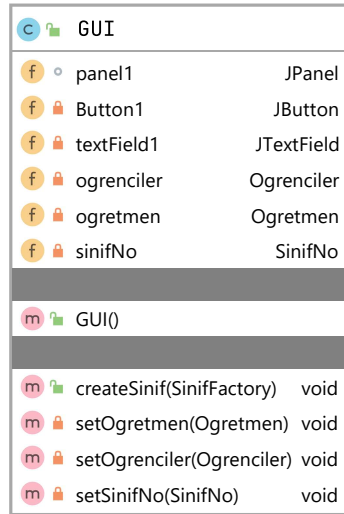 C GUI
f panel1 JPanel
f Button1 JButton
f textField1 JTextField
f ogrenciler Ogrenciler
f ogretmen Ogretmen
f sinifNo SinifNo
m GUI()
m createSinif(SinifFactory) void
m setOgretmen(Ogretmen) void
m setOgrenciler(Ogrenciler) void
m setSinifNo(SinifNo) void